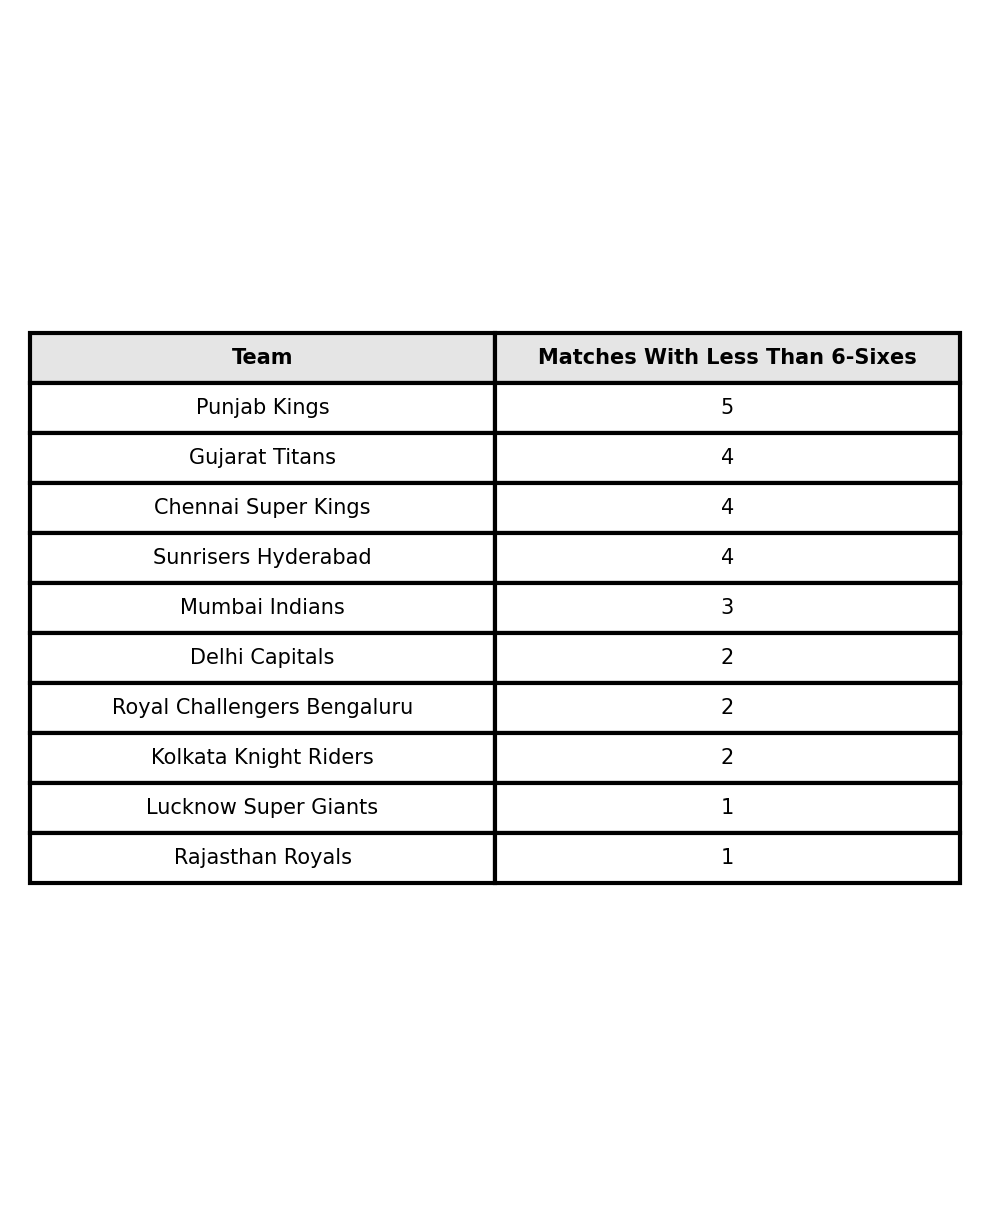 Team Matches With Less Than 6-Sixes
Punjab Kings 5
Gujarat Titans 4
Chennai Super Kings 4
Sunrisers Hyderabad 4
Mumbai Indians 3
Delhi Capitals 2
Royal Challengers Bengaluru 2
Kolkata Knight Riders 2
Lucknow Super Giants 1
Rajasthan Royals 1